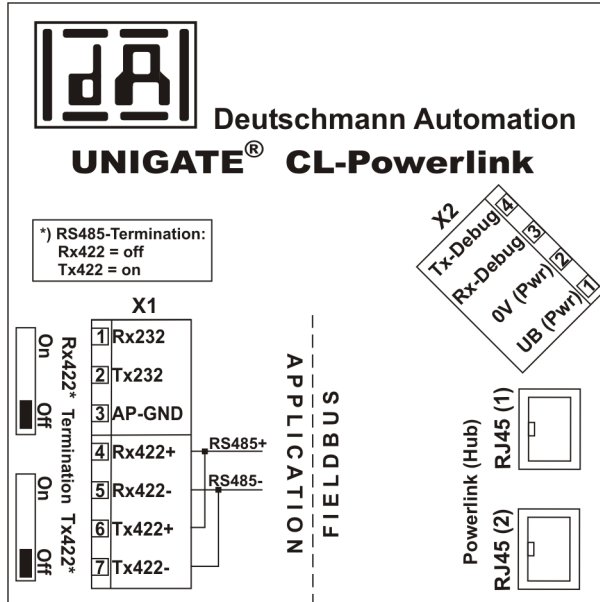 dA
Deutschmann Automation
UNIGATE® CL-Powerlink
*) RS485-Termination:
Rx422 = off
Tx422 = on
X1
1 Rx232
2 Tx232
3 AP-GND
4 Rx422+
5 Rx422-
6 Tx422+
7 Tx422-
RS485+
RS485-
Rx422* Termination Tx422*
On
Off
On
Off
APPLICATION
FIELDBUS
X2
Tx-Debug 4
Rx-Debug 3
0V (Pwr) 2
UB (Pwr) 1
Powerlink (Hub)
RJ45 (1)
RJ45 (2)